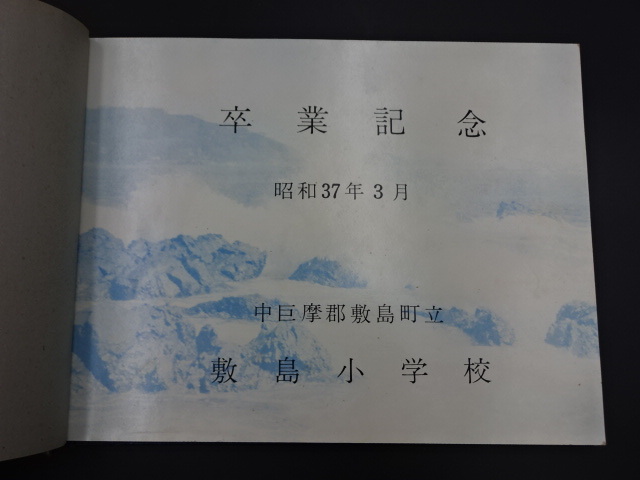 卒業記念
昭和37年3月
中巨摩郡敷島町立
敷島小学校